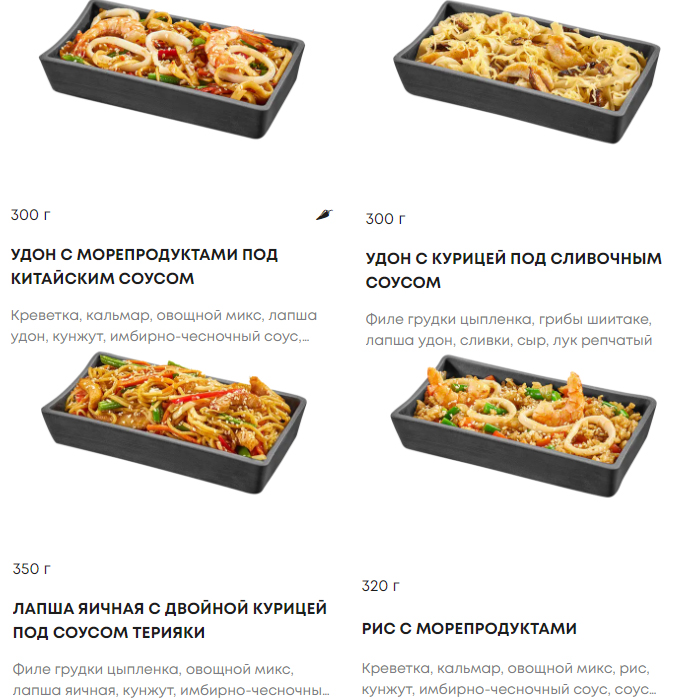 300 г
УДОН С МОРЕПРОДУКТАМИ ПОД
КИТАЙСКИМ СОУСОМ
Креветка, кальмар, овощной микс, лапша
удон, кунжут, имбирно-чесночный соус,…
300 г
УДОН С КУРИЦЕЙ ПОД СЛИВОЧНЫМ
СОУСОМ
Филе грудки цыпленка, грибы шиитаке,
лапша удон, сливки, сыр, лук репчатый
350 г
ЛАПША ЯИЧНАЯ С ДВОЙНОЙ КУРИЦЕЙ
ПОД СОУСОМ ТЕРИЯКИ
Филе грудки цыпленка, овощной микс,
лапша яичная, кунжут, имбирно-чесночны…
320 г
РИС С МОРЕПРОДУКТАМИ
Креветка, кальмар, овощной микс, рис,
кунжут, имбирно-чесночный соус, соус…